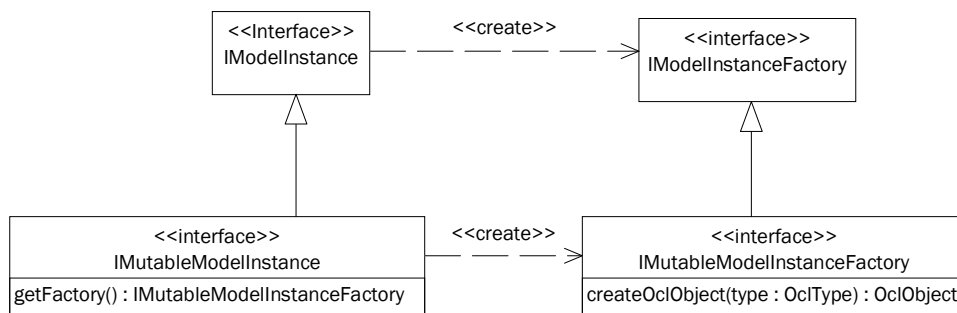 <<Interface>>
IModelInstance
<<create>>
<<interface>>
IModelInstanceFactory
<<interface>>
IMutableModelInstance
getFactory() : IMutableModelInstanceFactory
<<create>>
<<interface>>
IMutableModelInstanceFactory
createOclObject(type : OclType) : OclObject